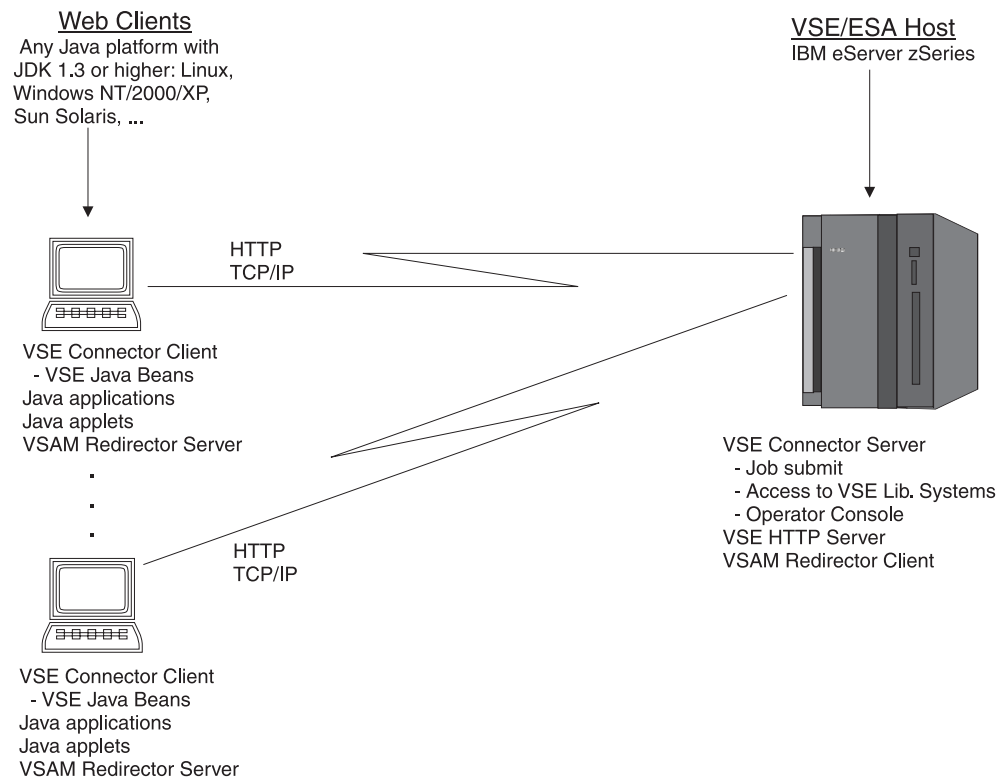 Web Clients
Any Java platform with
JDK 1.3 or higher: Linux,
Windows NT/2000/XP,
Sun Solaris, ...
VSE/ESA Host
IBM eServer zSeries
HTTP
TCP/IP
VSE Connector Client
- VSE Java Beans
Java applications
Java applets
VSAM Redirector Server
.
.
.
VSE Connector Server
- Job submit
- Access to VSE Lib. Systems
- Operator Console
VSE HTTP Server
VSAM Redirector Client
HTTP
TCP/IP
VSE Connector Client
- VSE Java Beans
Java applications
Java applets
VSAM Redirector Server